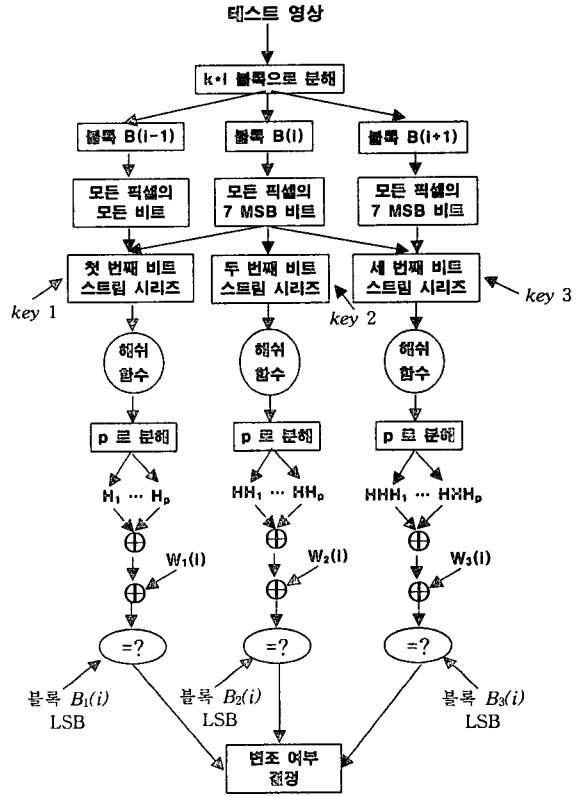 테스트 영상
k*l 블록으로 분해
블록 B(i-1)
블록 B(i)
블록 B(i+1)
모든 픽셀의
모든 비트
모든 픽셀의
7 MSB 비트
모든 픽셀의
7 MSB 비트
첫 번째 비트
스트림 시리즈
두 번째 비트
스트림 시리즈
세 번째 비트
스트림 시리즈
key 1
key 2
key 3
해쉬
함수
해쉬
함수
해쉬
함수
p 로 분해
p 로 분해
p 로 분해
H₁ ··· Hₚ
HH₁ ··· HHₚ
HHH₁ ··· HHHₚ
W₁(i)
W₂(i)
W₃(i)
=?
=?
=?
블록 B₁(i)
LSB
블록 B₂(i)
LSB
블록 B₃(i)
LSB
변조 여부
결정